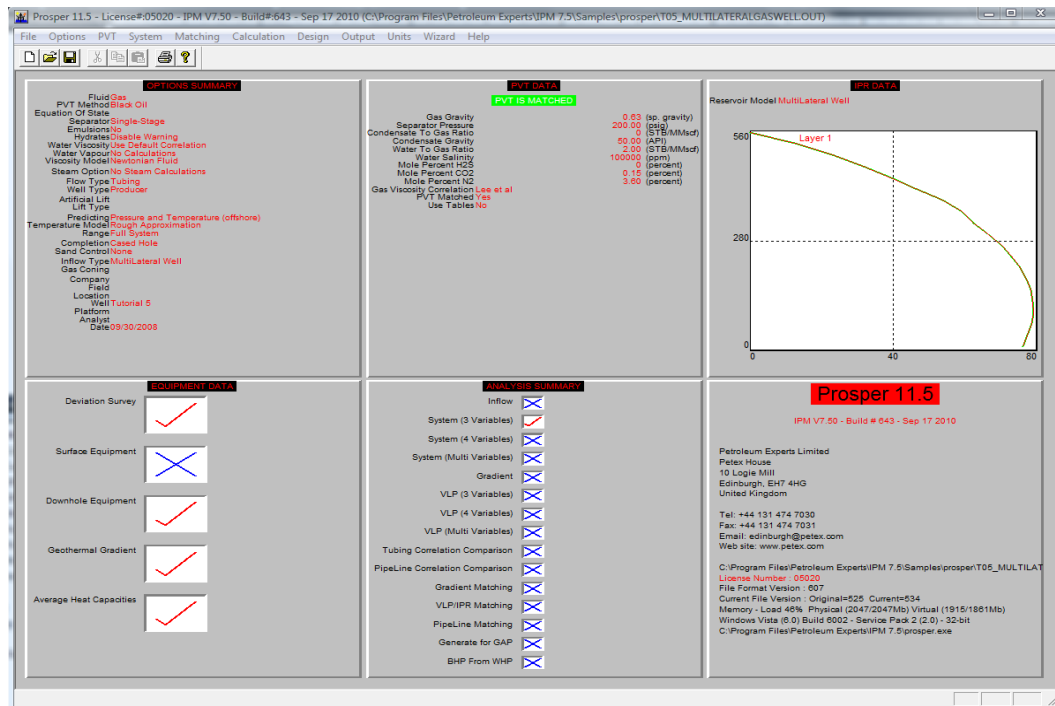 Prosper 11.5 - License#:05020 - IPM V7.50 - Build#:643 - Sep 17 2010 (C:\Program Files\Petroleum Experts\IPM 7.5\Samples\prosper\T05_MULTILATERALGASWELL.OUT)
File Options PVT System Matching Calculation Design Output Units Wizard Help
OPTIONS SUMMARY
Fluid Gas
PVT Method Black Oil
Equation Of State
Separator Single-Stage
Emulsions No
Hydrates Disable Warning
Water Viscosity Use Default Correlation
Water Vapour No Calculations
Viscosity Model Newtonian Fluid
Steam Option No Steam Calculations
Flow Type Tubing
Well Type Producer
Artificial Lift
Lift Type
Predicting Pressure and Temperature (offshore)
Temperature Model Rough Approximation
Range Full System
Completion Cased Hole
Sand Control None
Inflow Type MultiLateral Well
Gas Coning
Company
Field
Location
Well Tutorial 5
Platform
Analyst
Date 09/30/2008
PVT DATA
PVT IS MATCHED
Gas Gravity 0.63 (sp. gravity)
Separator Pressure 200.00 (psig)
Condensate To Gas Ratio 0 (STB/MMscf)
Condensate Gravity 50.00 (API)
Water To Gas Ratio 2.00 (STB/MMscf)
Water Salinity 100000 (ppm)
Mole Percent H2S 0 (percent)
Mole Percent CO2 0.15 (percent)
Mole Percent N2 3.60 (percent)
Gas Viscosity Correlation Lee et al
PVT Matched Yes
Use Tables No
IPR DATA
Reservoir Model MultiLateral Well
560
Layer 1
280
0
0 40 80
EQUIPMENT DATA
Deviation Survey
Surface Equipment
Downhole Equipment
Geothermal Gradient
Average Heat Capacities
ANALYSIS SUMMARY
Inflow
System (3 Variables)
System (4 Variables)
System (Multi Variables)
Gradient
VLP (3 Variables)
VLP (4 Variables)
VLP (Multi Variables)
Tubing Correlation Comparison
PipeLine Correlation Comparison
Gradient Matching
VLP/IPR Matching
PipeLine Matching
Generate for GAP
BHP From WHP
Prosper 11.5
IPM V7.50 - Build # 643 - Sep 17 2010
Petroleum Experts Limited
Petex House
10 Logie Mill
Edinburgh, EH7 4HG
United Kingdom
Tel: +44 131 474 7030
Fax: +44 131 474 7031
Email: edinburgh@petex.com
Web site: www.petex.com
C:\Program Files\Petroleum Experts\IPM 7.5\Samples\prosper\T05_MULTILAT
License Number : 05020
File Format Version : 607
Current File Version : Original=525 Current=534
Memory - Load 46% Physical (2047/2047Mb) Virtual (1915/1861Mb)
Windows Vista (6.0) Build 6002 - Service Pack 2 (2.0) - 32-bit
C:\Program Files\Petroleum Experts\IPM 7.5\prosper.exe